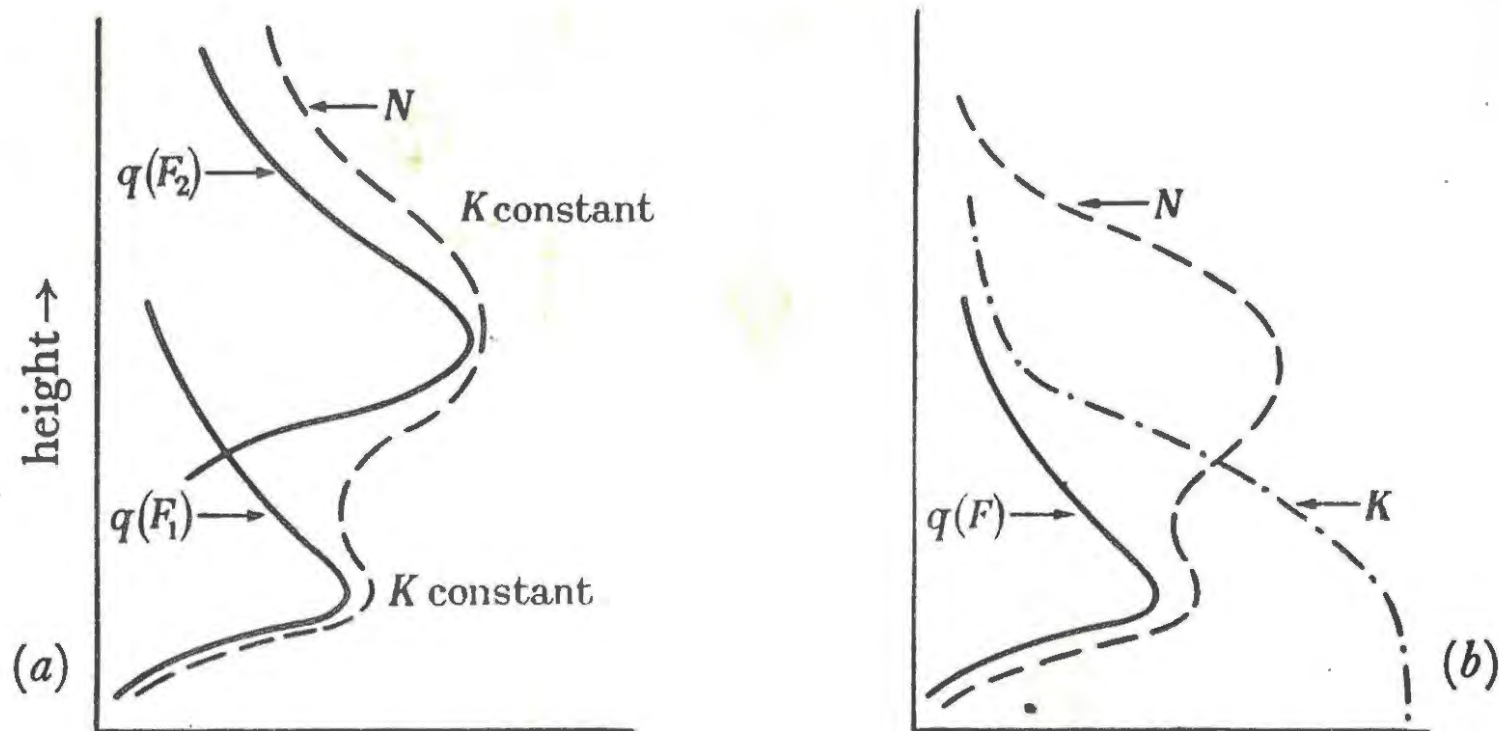 N
q(F₂)
K constant
height →
q(F₁)
K constant
(a)
N
q(F)
K
(b)